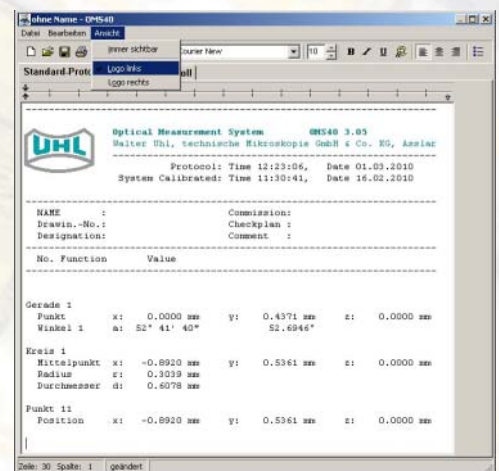 ohne Name - OMS40
Datei Bearbeiten Ansicht
Immer sichtbar
Courier New 10 B I U
Logo links
Standard-Proto oll
Logo rechts
UHL
Optical Measurement System OMS40 3.05
Walter Uhl, technische Mikroskopie GmbH & Co. KG, Asslar
Protocol: Time 12:23:06, Date 01.03.2010
System Calibrated: Time 11:30:41, Date 16.02.2010
NAME : Commission:
Drawin.-No.: Checkplan :
Designation: Comment :
No. Function Value
Gerade 1
Punkt x: 0.0000 mm y: 0.4371 mm z: 0.0000 mm
Winkel 1 a: 52° 41' 40" 52.6946°
Kreis 1
Mittelpunkt x: -0.8920 mm y: 0.5361 mm z: 0.0000 mm
Radius r: 0.3039 mm
Durchmesser d: 0.6078 mm
Punkt 11
Position x: -0.8920 mm y: 0.5361 mm z: 0.0000 mm
Zeile: 30 Spalte: 1 geändert